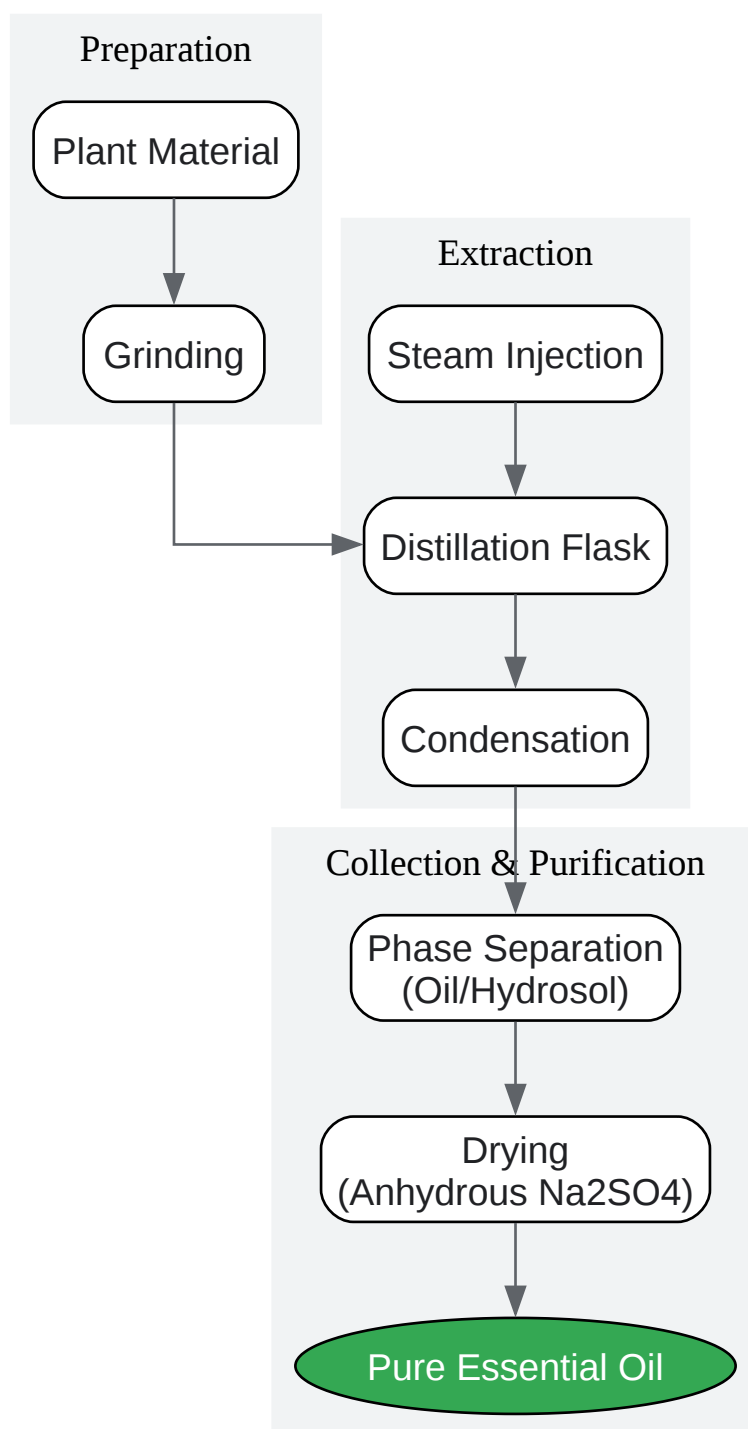 Preparation
Plant Material
Grinding
Extraction
Steam Injection
Distillation Flask
Condensation
Collection & Purification
Phase Separation
(Oil/Hydrosol)
Drying
(Anhydrous Na2SO4)
Pure Essential Oil